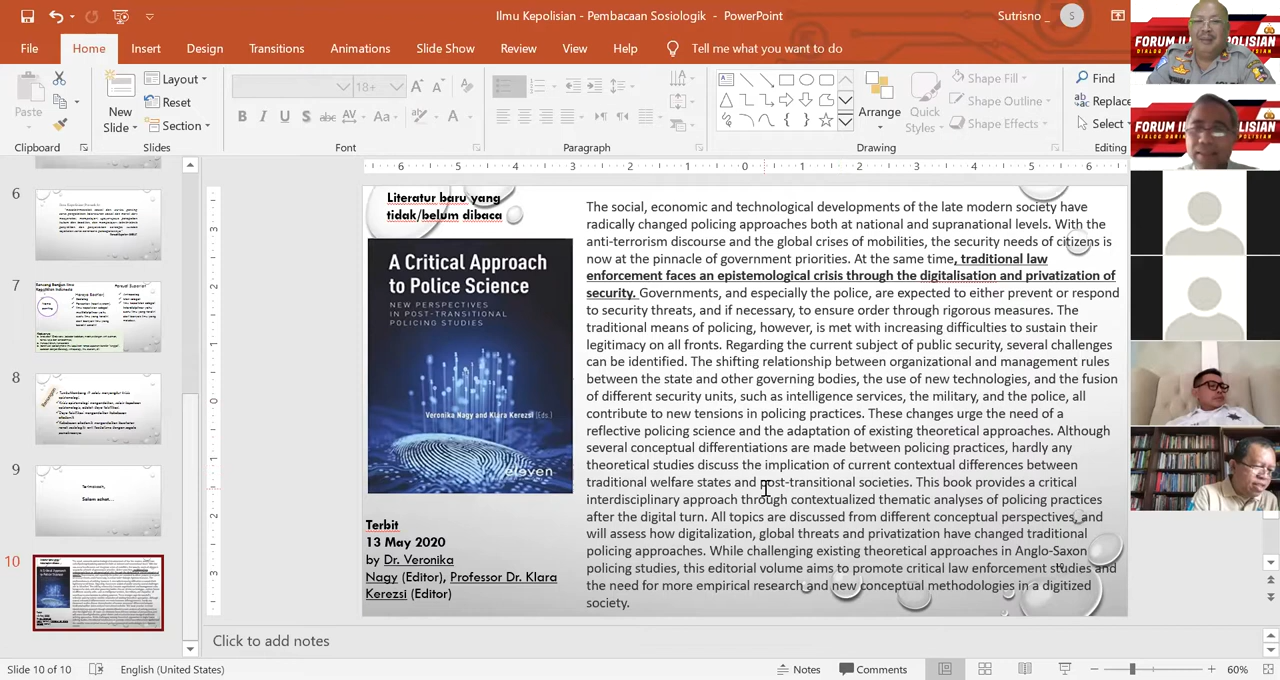 Ilmu Kepolisian - Pembacaan Sosiologik - PowerPoint
Sutrisno _
S
File Home Insert Design Transitions Animations Slide Show Review View Help Tell me what you want to do
Paste
Clipboard
New
Slide
Layout
Reset
Section
Slides
18+
Font
Paragraph
Arrange
Quick
Styles
Shape Fill
Shape Outline
Shape Effects
Drawing
Find
Replace
Select
Editing
FORUM
POLISIAN
FORUM
POLISIAN
6
7
8
9
Terimakasih,
Salam sehat...
10
Literatur baru yang
tidak/belum dibaca
A Critical Approach
to Police Science
NEW PERSPECTIVES
IN POST-TRANSITIONAL
POLICING STUDIES
Veronika Nagy and Klára Kerezsi (Eds.)
eleven
Terbit
13 May 2020
by Dr. Veronika
Nagy (Editor), Professor Dr. Klára
Kerezsi (Editor)
The social, economic and technological developments of the late modern society have
radically changed policing approaches both at national and supranational levels. With the
anti-terrorism discourse and the global crises of mobilities, the security needs of citizens is
now at the pinnacle of government priorities. At the same time, traditional law
enforcement faces an epistemological crisis through the digitalisation and privatization of
security. Governments, and especially the police, are expected to either prevent or respond
to security threats, and if necessary, to ensure order through rigorous measures. The
traditional means of policing, however, is met with increasing difficulties to sustain their
legitimacy on all fronts. Regarding the current subject of public security, several challenges
can be identified. The shifting relationship between organizational and management rules
between the state and other governing bodies, the use of new technologies, and the fusion
of different security units, such as intelligence services, the military, and the police, all
contribute to new tensions in policing practices. These changes urge the need of a
reflective policing science and the adaptation of existing theoretical approaches. Although
several conceptual differentiations are made between policing practices, hardly any
theoretical studies discuss the implication of current contextual differences between
traditional welfare states and post-transitional societies. This book provides a critical
interdisciplinary approach through contextualized thematic analyses of policing practices
after the digital turn. All topics are discussed from different conceptual perspectives, and
will assess how digitalization, global threats and privatization have changed traditional
policing approaches. While challenging existing theoretical approaches in Anglo-Saxon
policing studies, this editorial volume aims to promote critical law enforcement studies and
the need for more empirical research and new conceptual methodologies in a digitized
society.
Click to add notes
Slide 10 of 10 English (United States) Notes Comments 60%